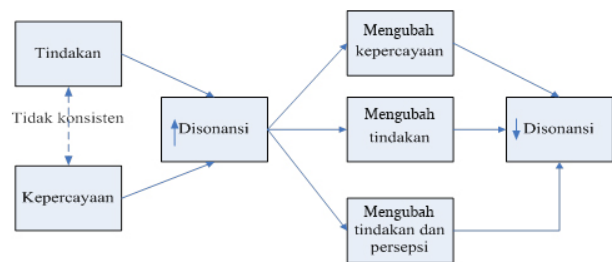 Tindakan
Tidak konsisten
Kepercayaan
Disonansi
Mengubah
kepercayaan
Mengubah
tindakan
Mengubah
tindakan dan
persepsi
Disonansi